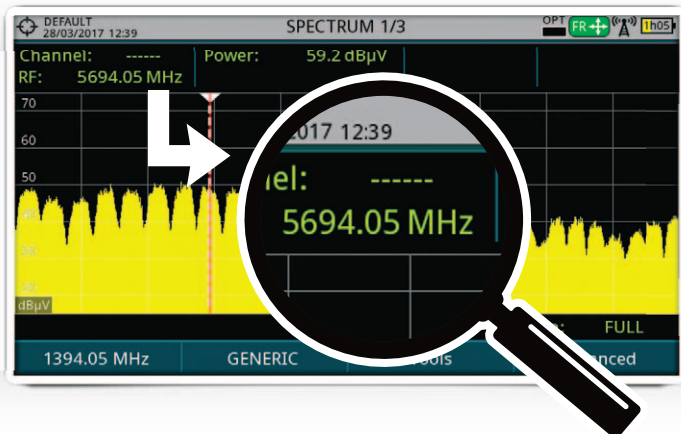 DEFAULT
28/03/2017 12:39
SPECTRUM 1/3
OPT
FR
1h05
Channel: ------
Power: 59.2 dBµV
RF: 5694.05 MHz
70
60
50
2017 12:39
nel: ------
5694.05 MHz
dBµV
FULL
1394.05 MHz
GENERIC